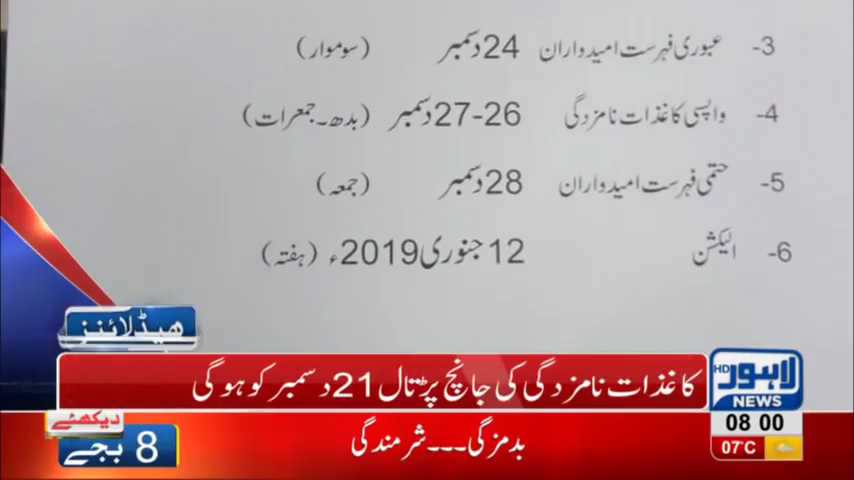 3- عبوری فہرست امیدواران 24 دسمبر (سوموار)
4- واپسی کاغذات نامزدگی 26-27 دسمبر (بدھ۔جمعرات)
5- حتمی فہرست امیدواران 28 دسمبر (جمعہ)
6- الیکشن 12 جنوری 2019ء (ہفتہ)
ہیڈلائنز
کاغذات نامزدگی کی جانچ پڑتال 21 دسمبر کو ہوگی
لاہور HD
NEWS
08 00
07°C
دیکھئے
8 بجے
بدمزگی۔۔۔شرمندگی